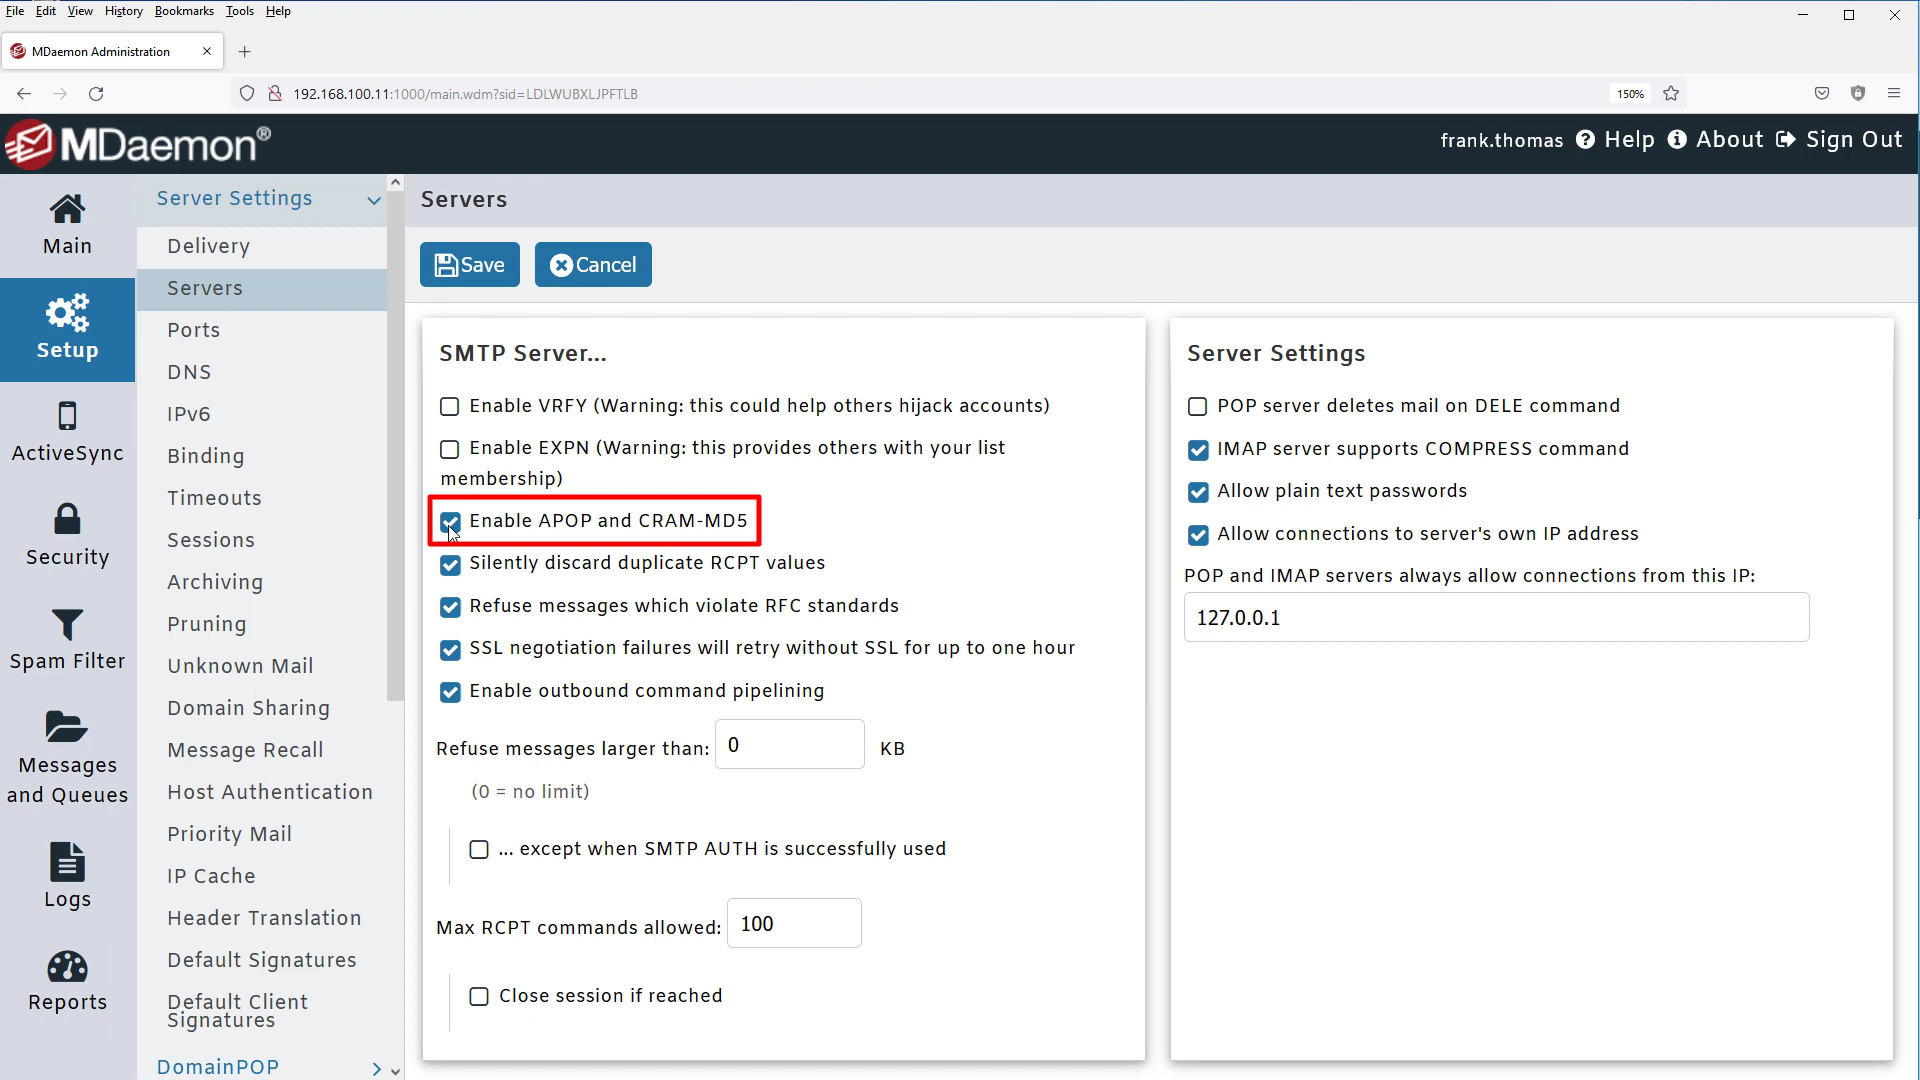 File Edit View History Bookmarks Tools Help
MDaemon Administration
192.168.100.11:1000/main.wdm?sid=LDLWUBXLJPFTLB
150%
MDaemon®
frank.thomas Help About Sign Out
Main
Setup
ActiveSync
Security
Spam Filter
Messages
and Queues
Logs
Reports
Server Settings
Delivery
Servers
Ports
DNS
IPv6
Binding
Timeouts
Sessions
Archiving
Pruning
Unknown Mail
Domain Sharing
Message Recall
Host Authentication
Priority Mail
IP Cache
Header Translation
Default Signatures
Default Client
Signatures
DomainPOP
Servers
Save Cancel
SMTP Server...
Enable VRFY (Warning: this could help others hijack accounts)
Enable EXPN (Warning: this provides others with your list
membership)
Enable APOP and CRAM-MD5
Silently discard duplicate RCPT values
Refuse messages which violate RFC standards
SSL negotiation failures will retry without SSL for up to one hour
Enable outbound command pipelining
Refuse messages larger than: 0 KB
(0 = no limit)
... except when SMTP AUTH is successfully used
Max RCPT commands allowed: 100
Close session if reached
Server Settings
POP server deletes mail on DELE command
IMAP server supports COMPRESS command
Allow plain text passwords
Allow connections to server's own IP address
POP and IMAP servers always allow connections from this IP:
127.0.0.1